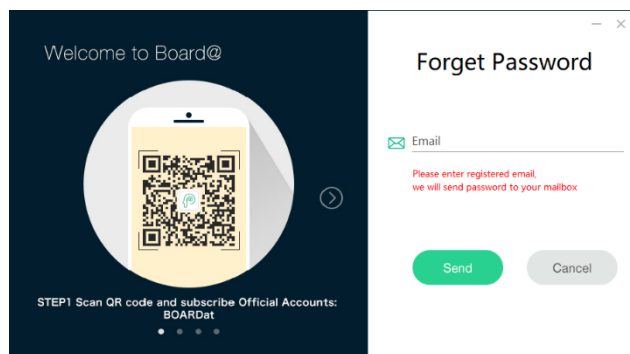 Welcome to Board@
STEP1 Scan QR code and subscribe Official Accounts:
BOARDat
Forget Password
Email
Please enter registered email,
we will send password to your mailbox
Send
Cancel